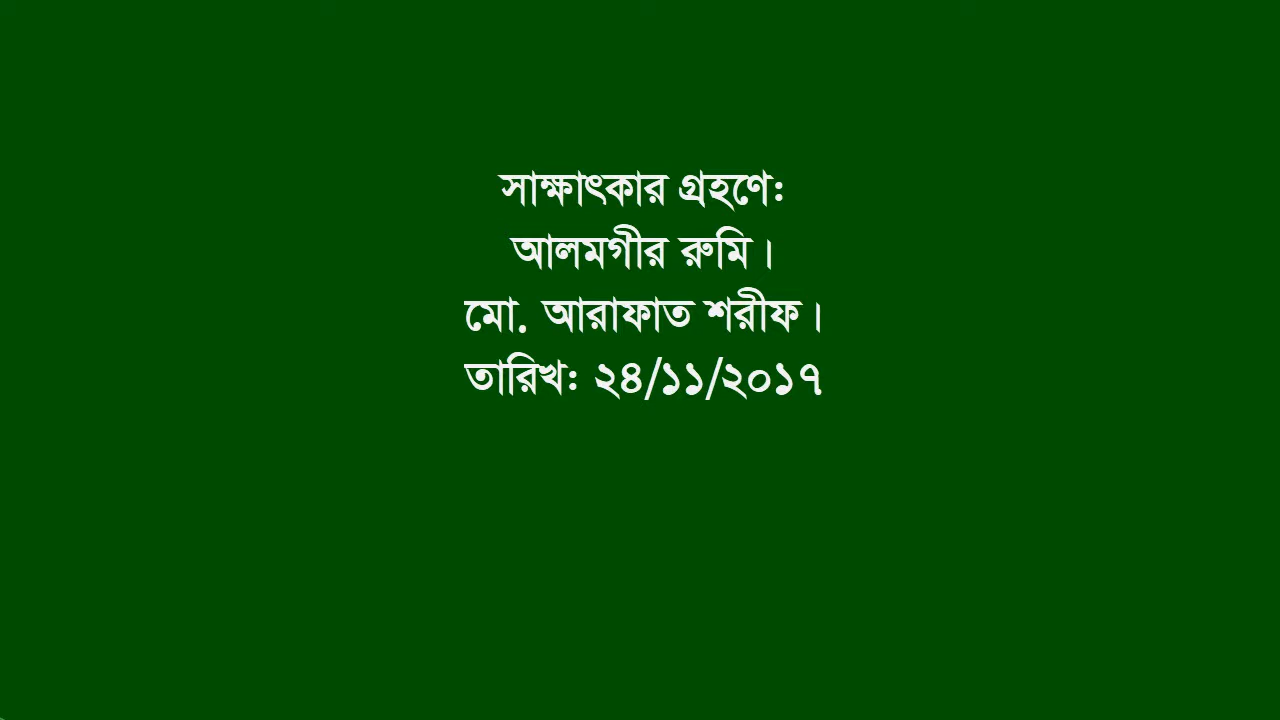 সাক্ষাৎকার গ্রহণে:
আলমগীর রুমি।
মো. আরাফাত শরীফ।
তারিখ: ২৪/১১/২০১৭